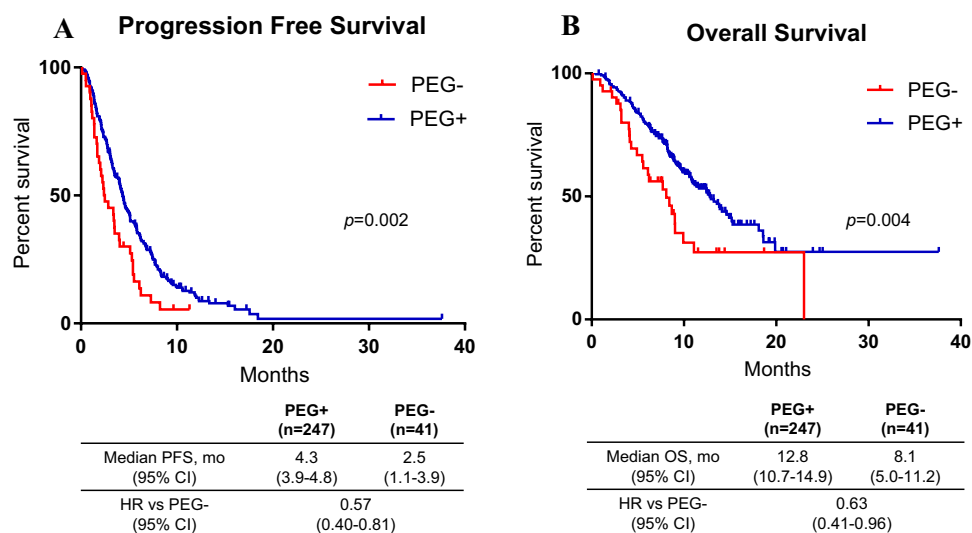 A Progression Free Survival
100
50
0
Percent survival
PEG-
PEG+
p=0.002
0 10 20 30 40
Months
PEG+ PEG-
(n=247) (n=41)
Median PFS, mo 4.3 2.5
(95% CI) (3.9-4.8) (1.1-3.9)
HR vs PEG- 0.57
(95% CI) (0.40-0.81)
B Overall Survival
100
50
0
Percent survival
PEG-
PEG+
p=0.004
0 10 20 30 40
Months
PEG+ PEG-
(n=247) (n=41)
Median OS, mo 12.8 8.1
(95% CI) (10.7-14.9) (5.0-11.2)
HR vs PEG- 0.63
(95% CI) (0.41-0.96)